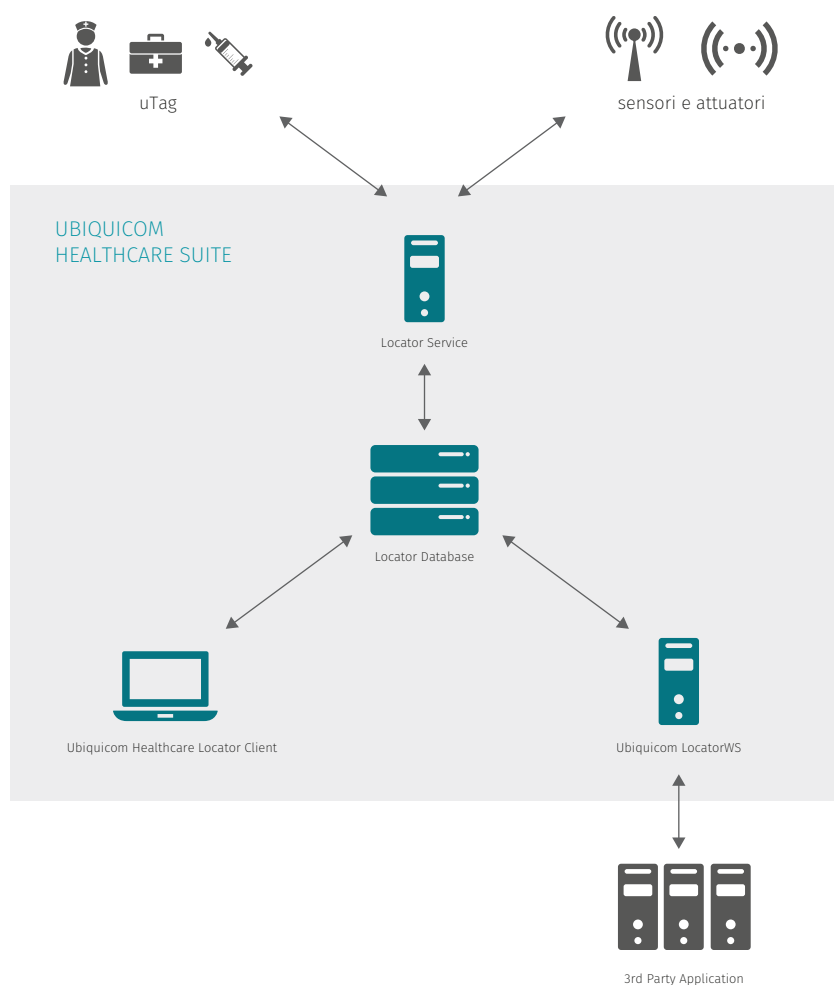 uTag
sensori e attuatori
UBIQUICOM
HEALTHCARE SUITE
Locator Service
Locator Database
Ubiquicom Healthcare Locator Client
Ubiquicom LocatorWS
3rd Party Application